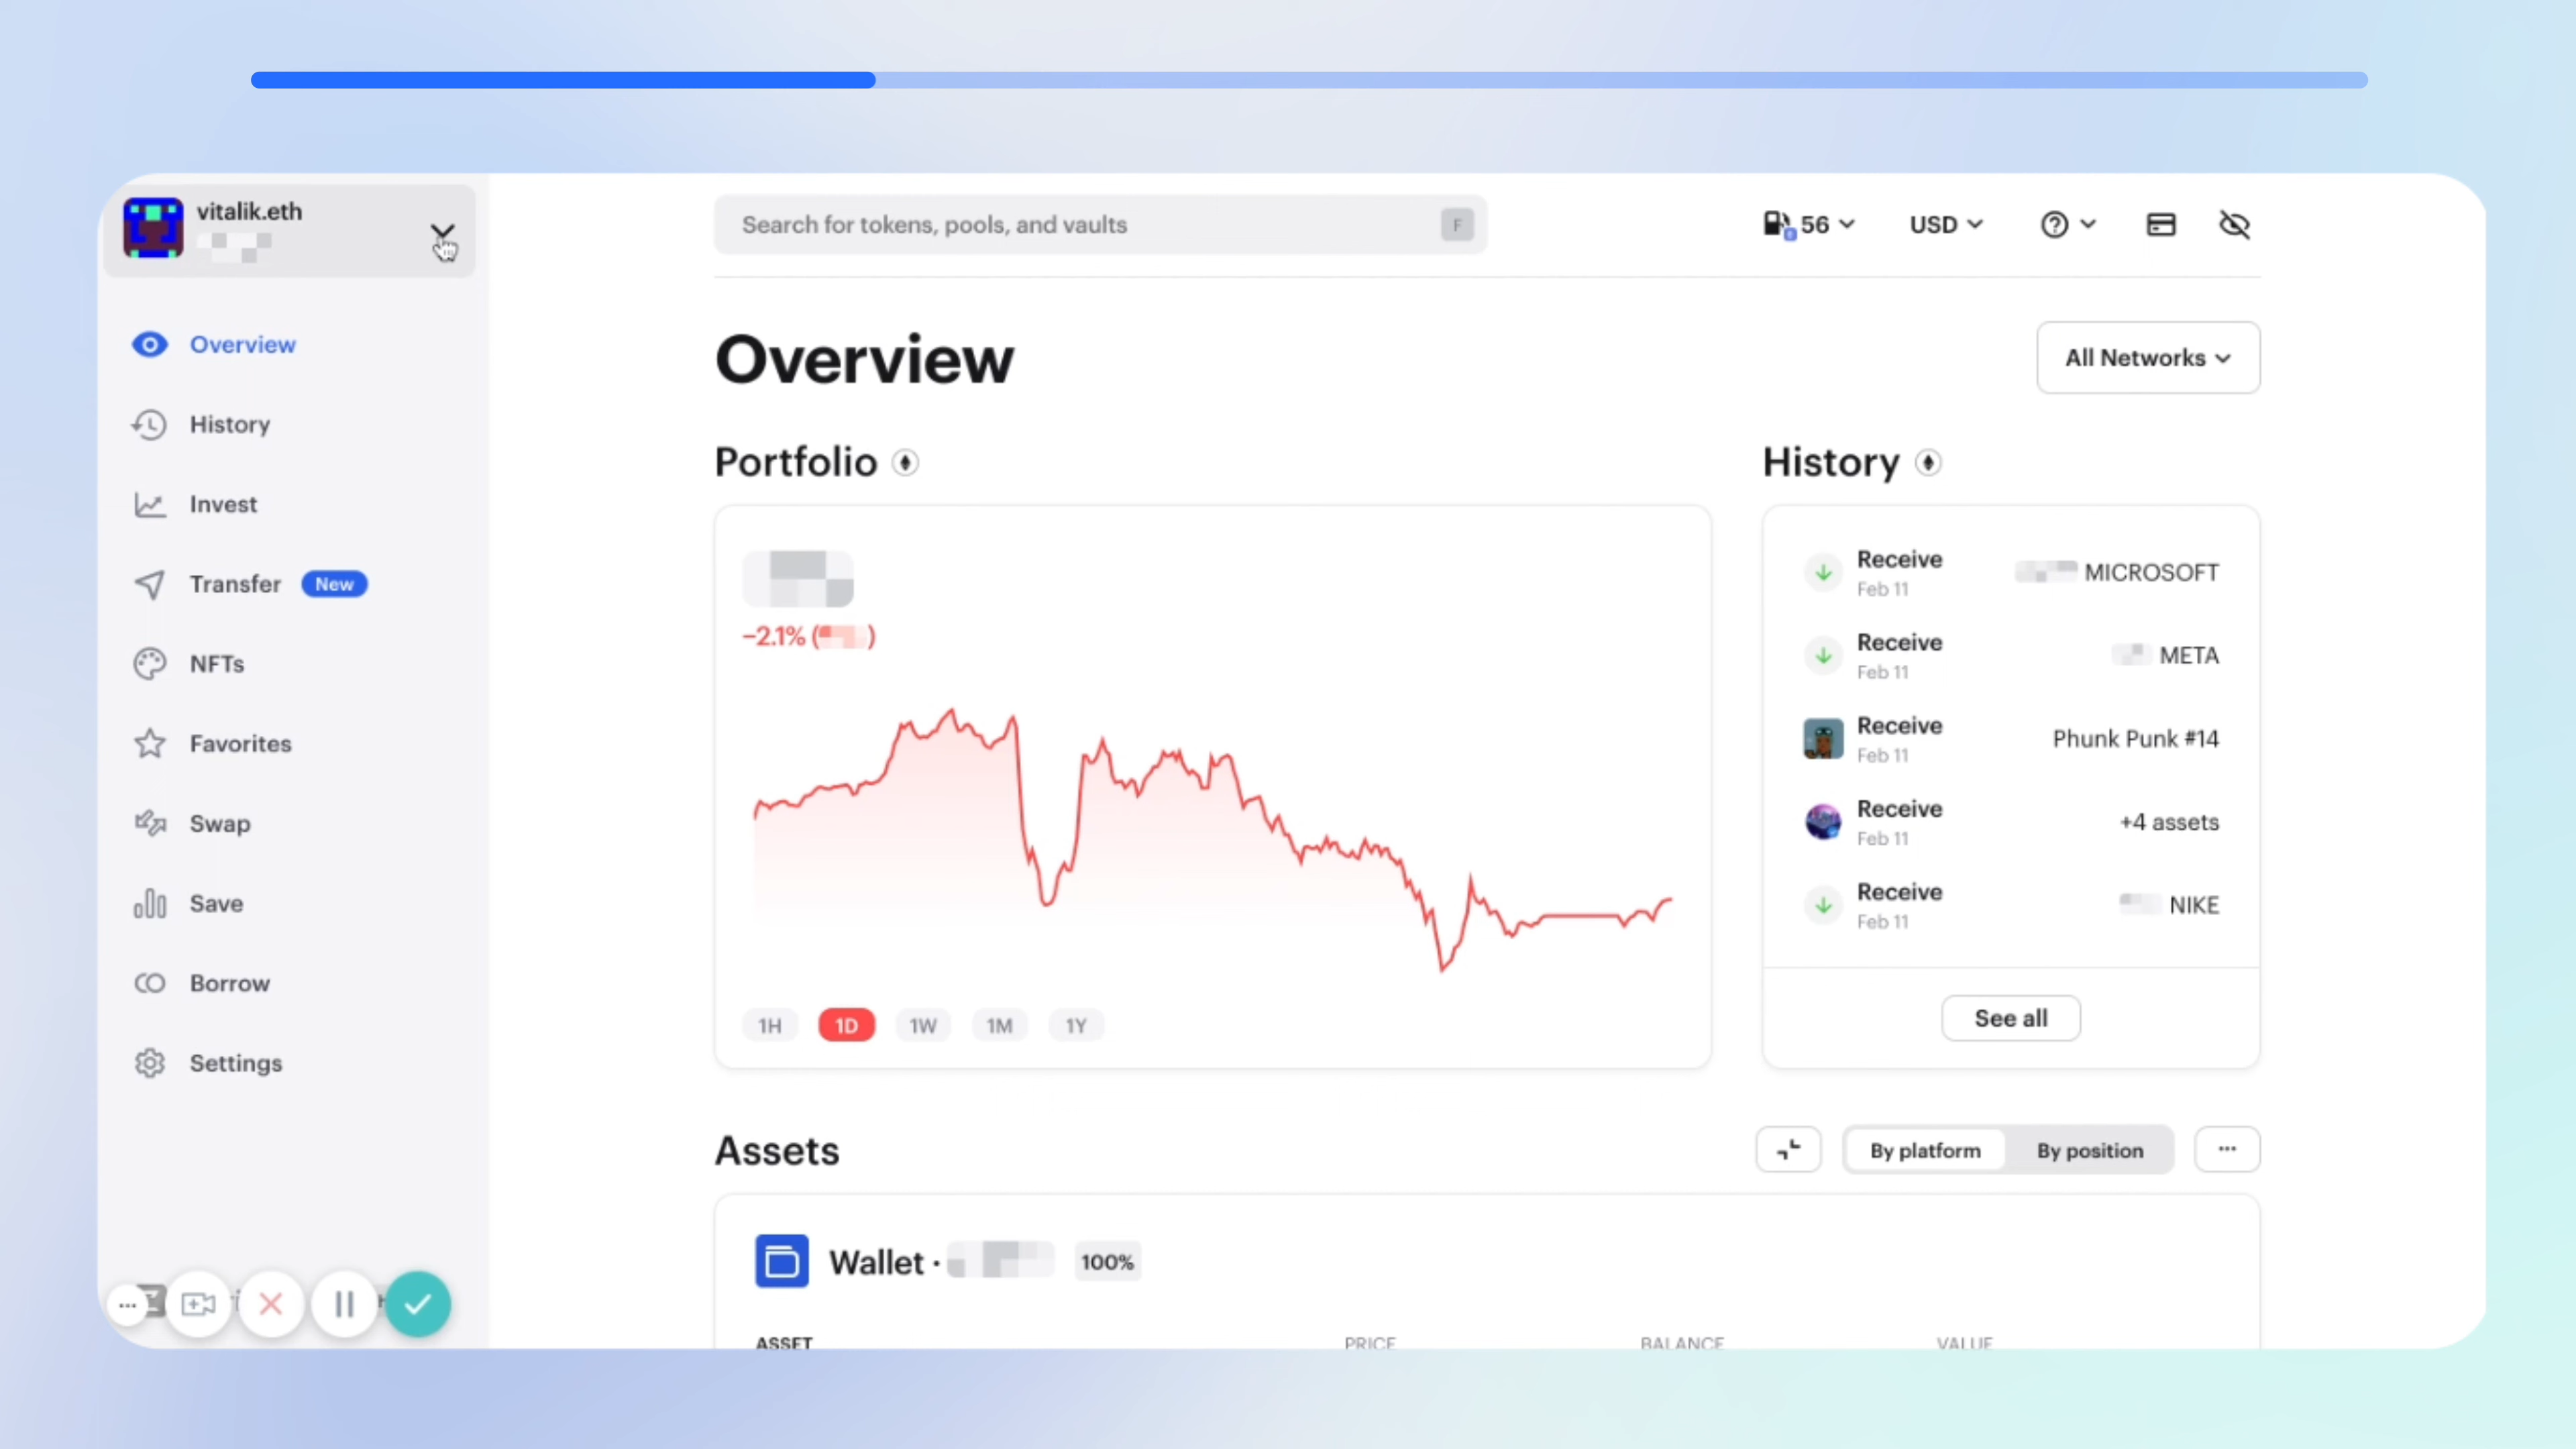 vitalik.eth
Search for tokens, pools, and vaults
F
56
USD
Overview
History
Invest
Transfer
New
NFTs
Favorites
Swap
Save
Borrow
Settings
Overview
All Networks
Portfolio
−2.1% (
)
1H
1D
1W
1M
1Y
History
Receive
MICROSOFT
Feb 11
Receive
META
Feb 11
Receive
Phunk Punk #14
Feb 11
Receive
+4 assets
Feb 11
Receive
NIKE
Feb 11
See all
Assets
By platform
By position
Wallet ·
100%
ASSET
PRICE
BALANCE
VALUE